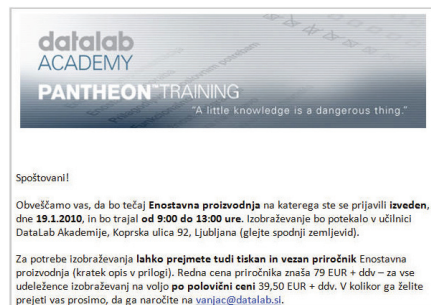 datalab
ACADEMY
PANTHEON™TRAINING
"A little knowledge is a dangerous thing."
Spoštovani!
Obveščamo vas, da bo tečaj Enostavna proizvodnja na katerega ste se prijavili izveden,
dne 19.1.2010, in bo trajal od 9:00 do 13:00 ure. Izobraževanje bo potekalo v učilnici
DataLab Akademije, Koprska ulica 92, Ljubljana (glejte spodnji zemljevid).
Za potrebe izobraževanja lahko prejmete tudi tiskan in vezan priročnik Enostavna
proizvodnja (kratek opis v prilogi). Redna cena priročnika znaša 79 EUR + ddv – za vse
udeležence izobraževanj na voljo po polovični ceni 39,50 EUR + ddv. V kolikor ga želite
prejeti vas prosimo, da ga naročite na vanjac@datalab.si.